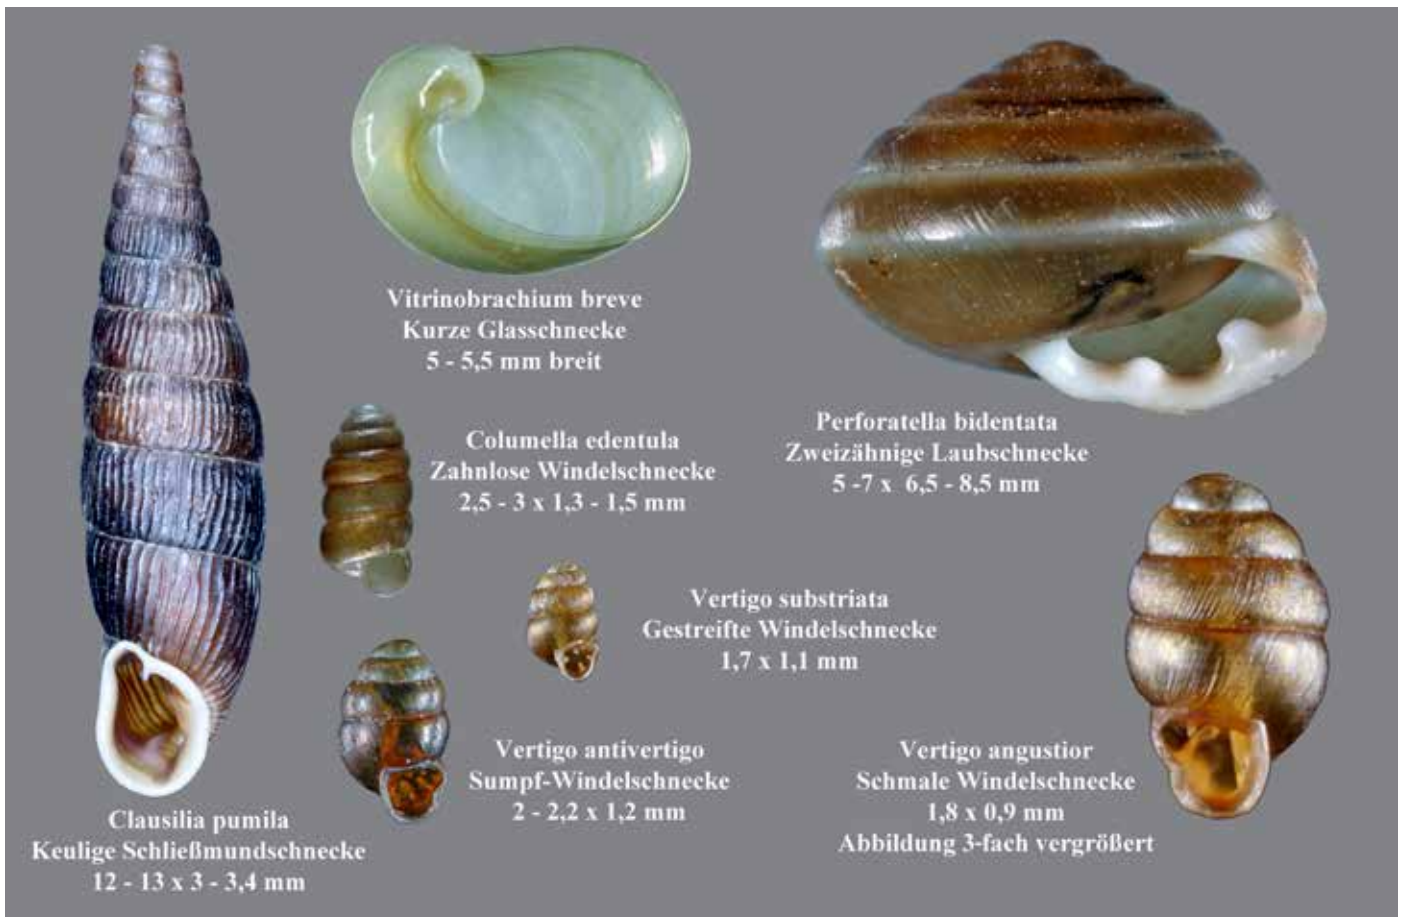 Vitrinobrachium breve
Kurze Glasschnecke
5 - 5,5 mm breit
Perforatella bidentata
Zweizähnige Laubschnecke
5 -7 x 6,5 - 8,5 mm
Columella edentula
Zahnlose Windelschnecke
2,5 - 3 x 1,3 - 1,5 mm
Vertigo substriata
Gestreifte Windelschnecke
1,7 x 1,1 mm
Vertigo antivertigo
Sumpf-Windelschnecke
2 - 2,2 x 1,2 mm
Vertigo angustior
Schmale Windelschnecke
1,8 x 0,9 mm
Abbildung 3-fach vergrößert
Clausilia pumila
Keulige Schließmundschnecke
12 - 13 x 3 - 3,4 mm